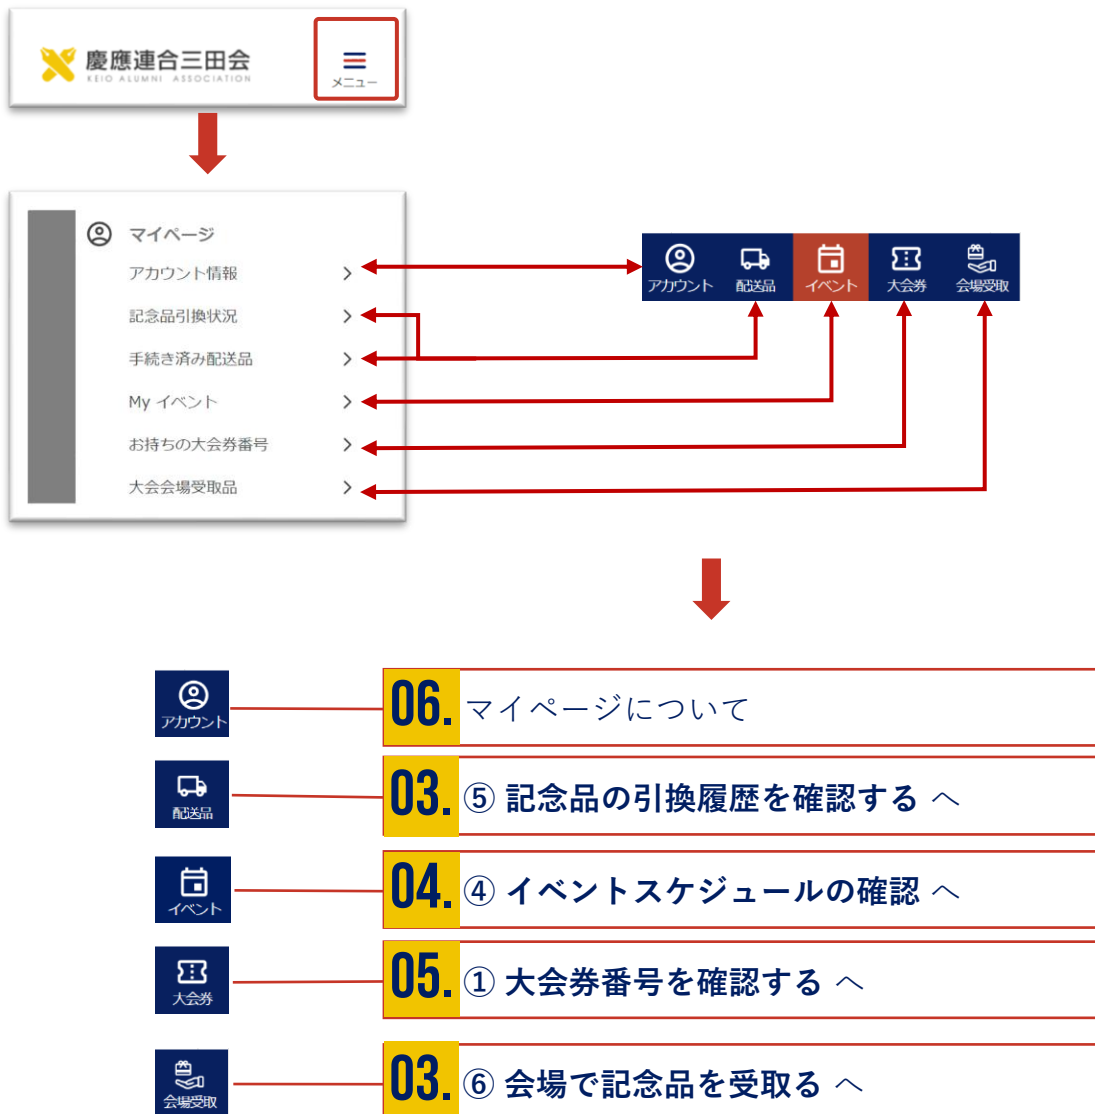 慶應連合三田会
KEIO ALUMNI ASSOCIATION
メニュー
マイページ
アカウント情報
記念品引換状況
手続き済み配送品
My イベント
お持ちの大会券番号
大会会場受取品
アカウント
配送品
イベント
大会券
会場受取
アカウント
06. マイページについて
配送品
03. ⑤ 記念品の引換履歴を確認する へ
イベント
04. ④ イベントスケジュールの確認 へ
大会券
05. ① 大会券番号を確認する へ
会場受取
03. ⑥ 会場で記念品を受取る へ